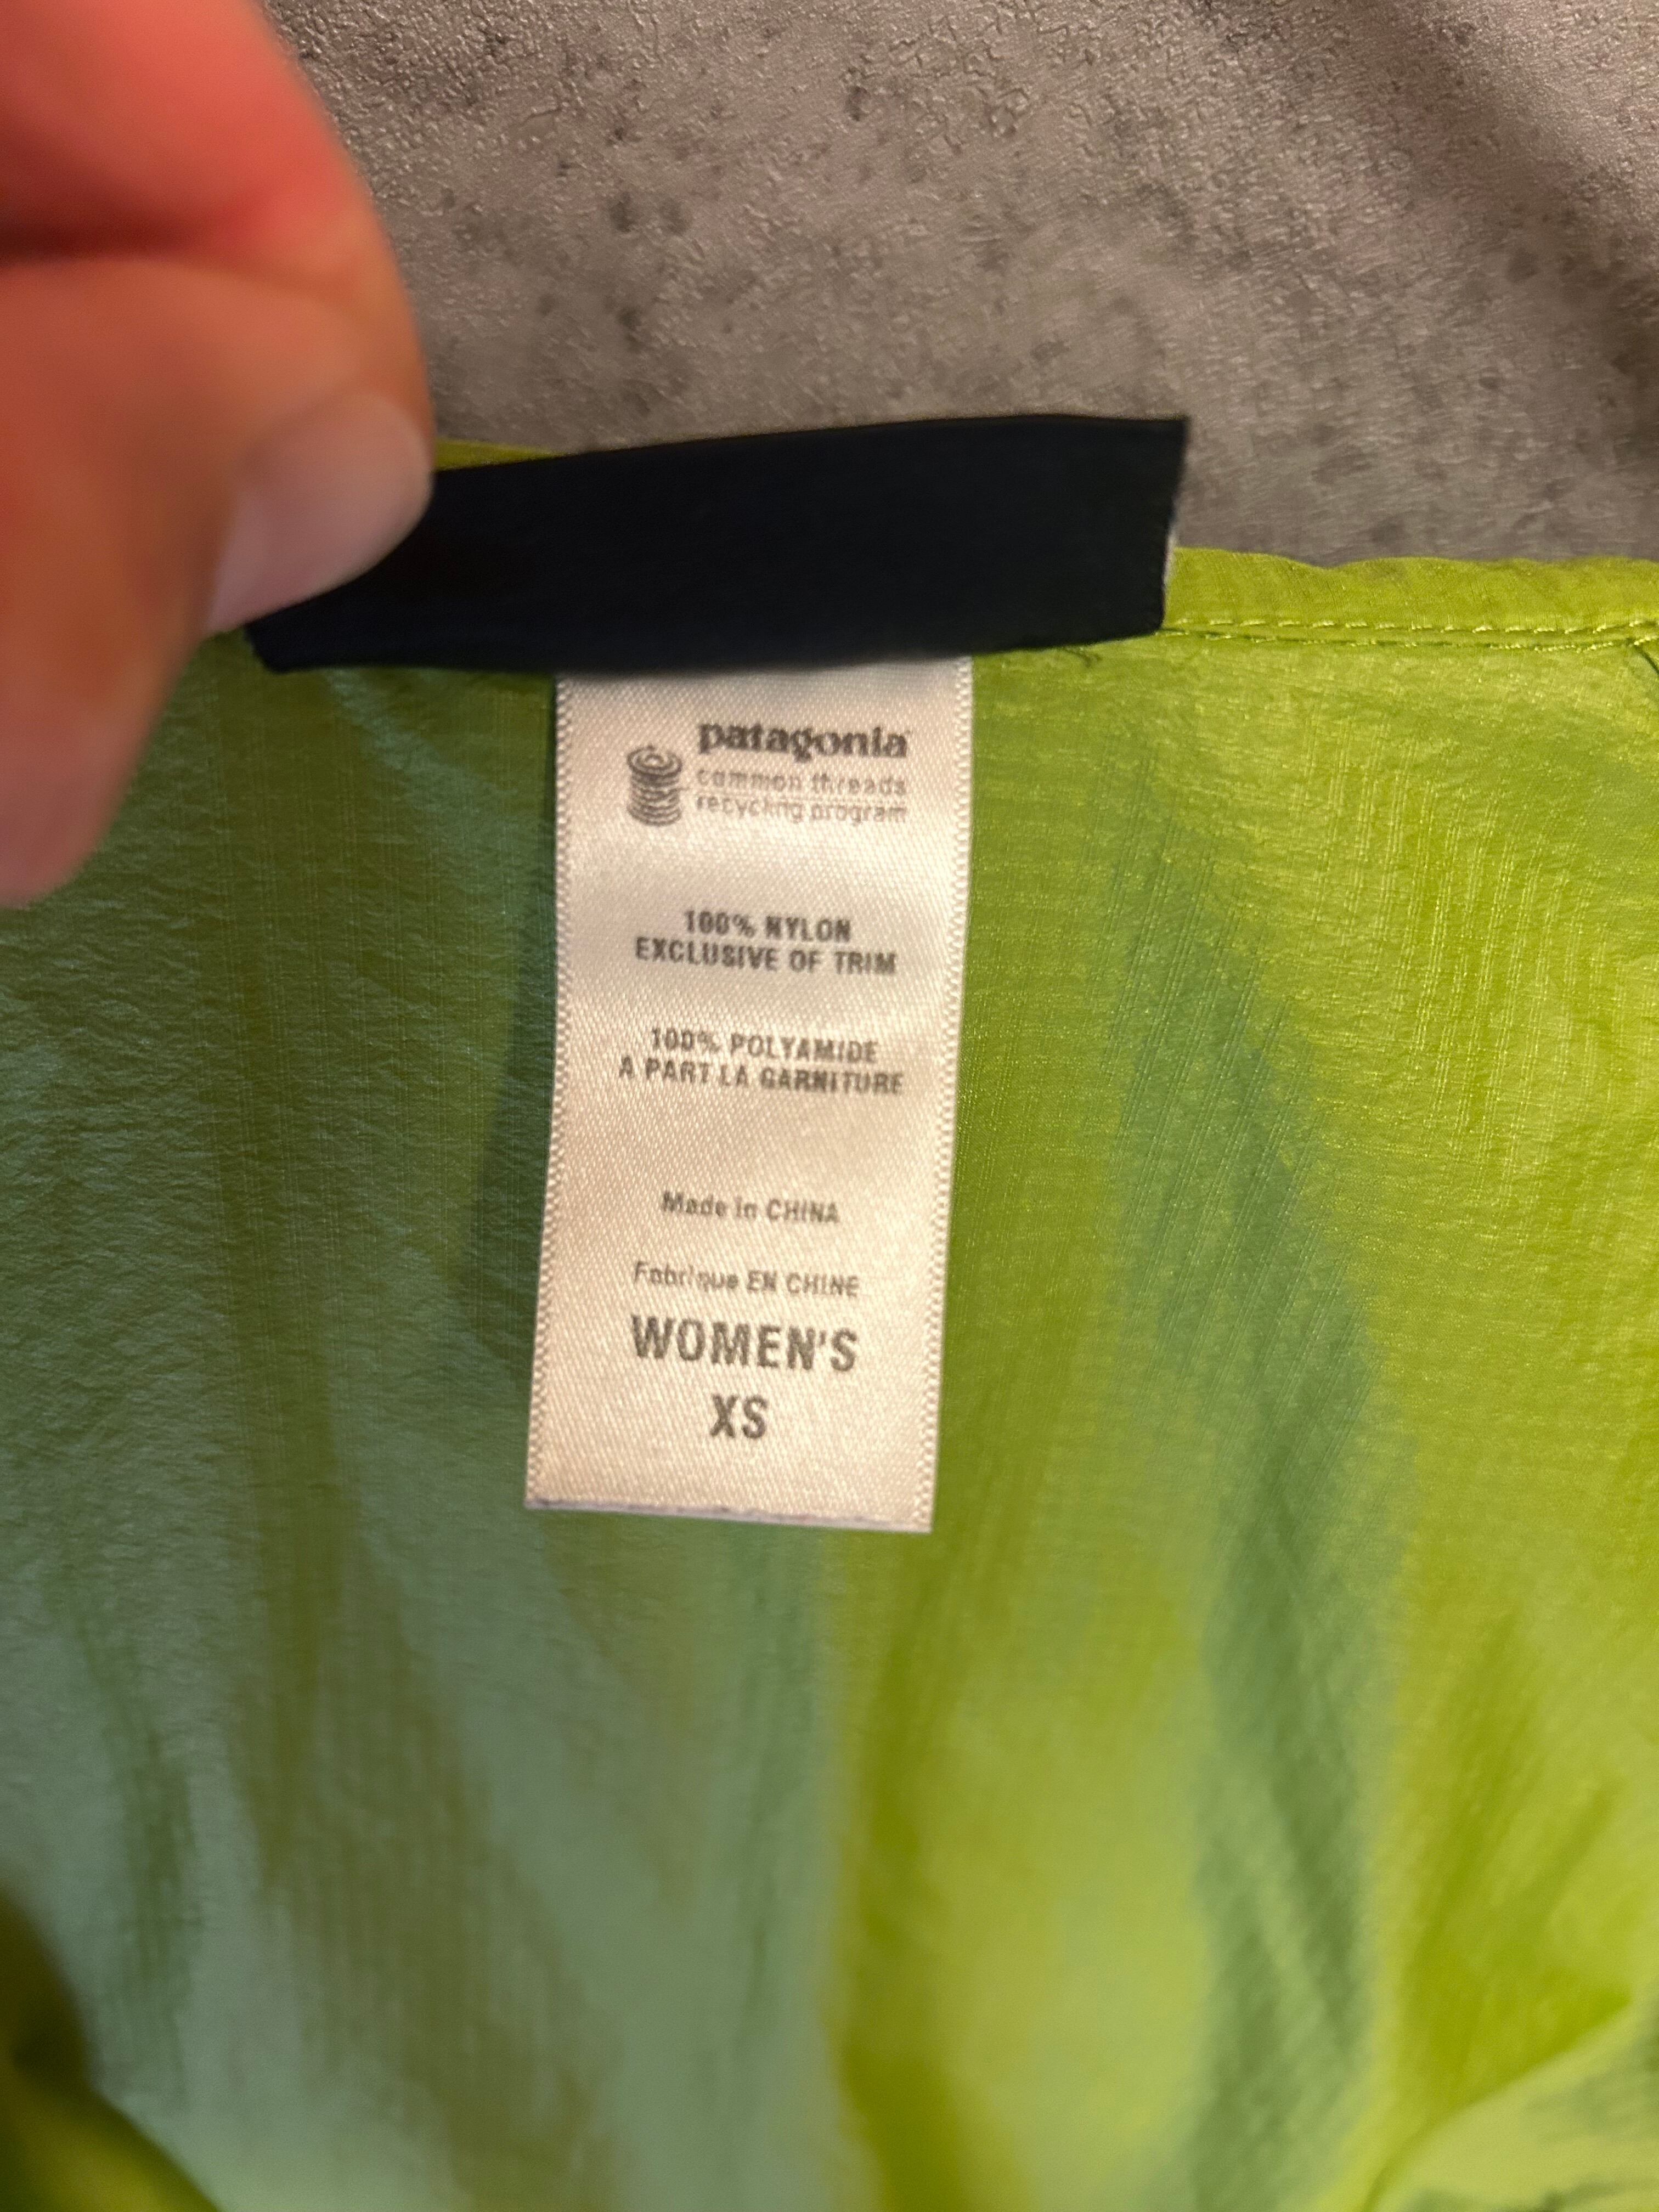 patagonia
common threads
recycling program
100% NYLON
EXCLUSIVE OF TRIM
100% POLYAMIDE
A PART LA GARNITURE
Made in CHINA
Fabrique EN CHINE
WOMEN'S
XS